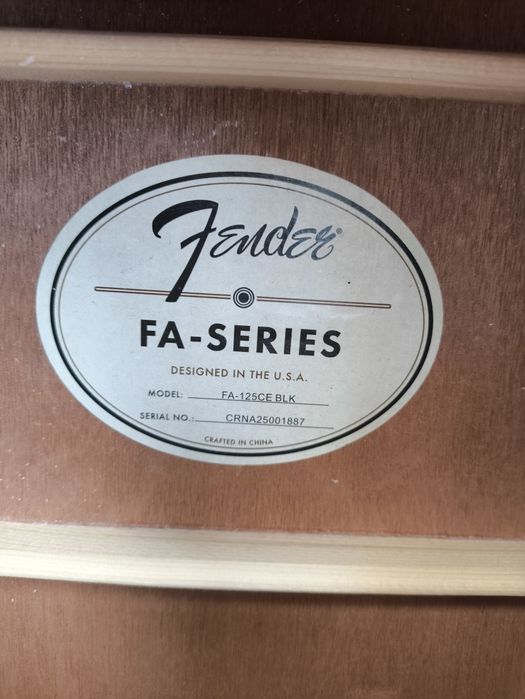 Fender®
FA-SERIES
DESIGNED IN THE U.S.A.
MODEL: FA-125CE BLK
SERIAL NO.: CRNA25001887
CRAFTED IN CHINA